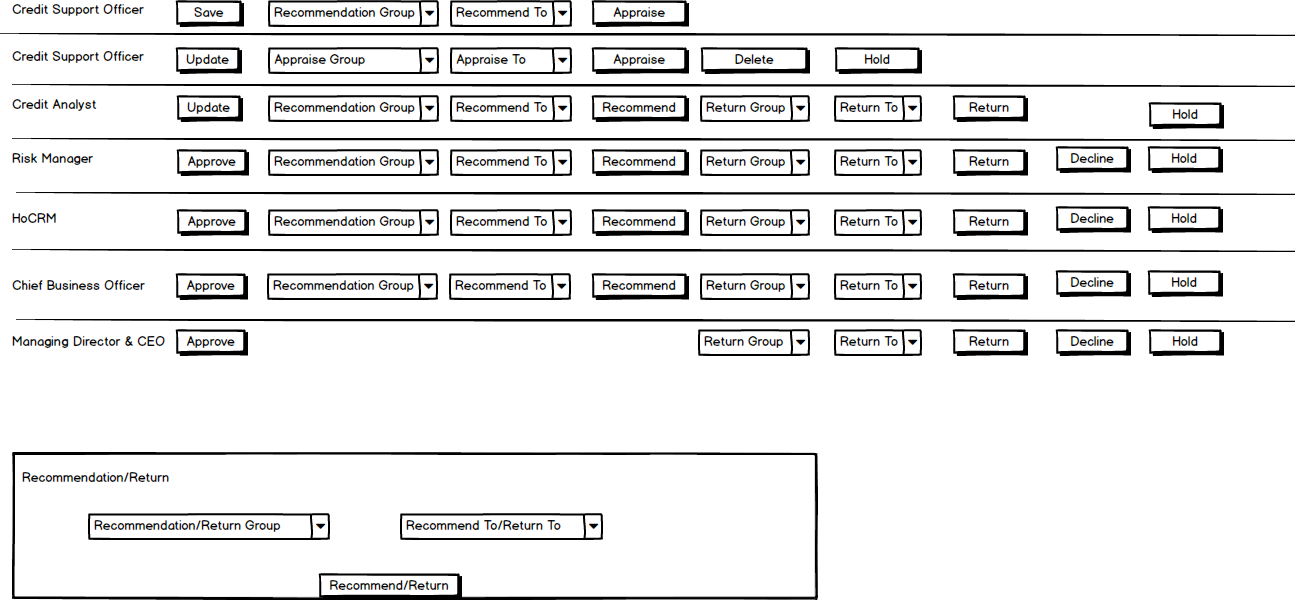 Credit Support Officer Save Recommendation Group Recommend To Appraise
Credit Support Officer Update Appraise Group Appraise To Appraise Delete Hold
Credit Analyst Update Recommendation Group Recommend To Recommend Return Group Return To Return Hold
Risk Manager Approve Recommendation Group Recommend To Recommend Return Group Return To Return Decline Hold
HoCRM Approve Recommendation Group Recommend To Recommend Return Group Return To Return Decline Hold
Chief Business Officer Approve Recommendation Group Recommend To Recommend Return Group Return To Return Decline Hold
Managing Director & CEO Approve Return Group Return To Return Decline Hold
Recommendation/Return
Recommendation/Return Group Recommend To/Return To
Recommend/Return